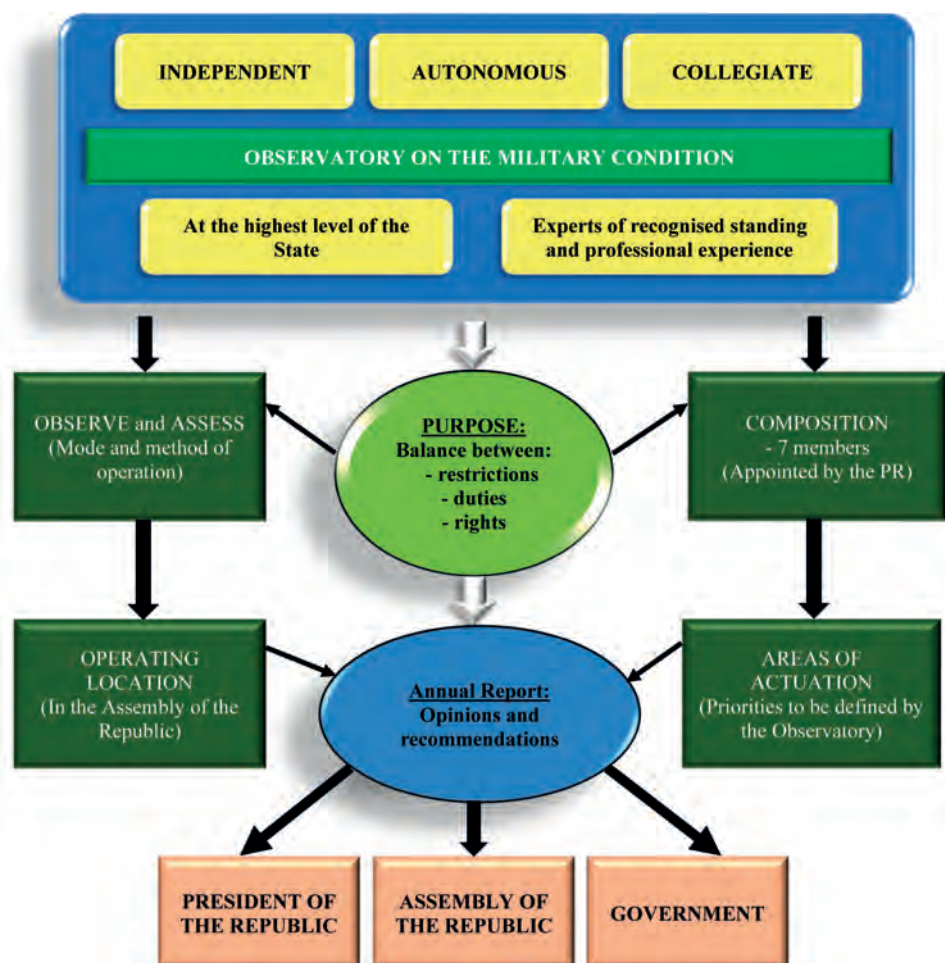 INDEPENDENT
AUTONOMOUS
COLLEGIATE
OBSERVATORY ON THE MILITARY CONDITION
At the highest level of the
State
Experts of recognised standing
and professional experience
OBSERVE and ASSESS
(Mode and method of
operation)
PURPOSE:
Balance between:
- restrictions
- duties
- rights
COMPOSITION
- 7 members
(Appointed by the PR)
OPERATING
LOCATION
(In the Assembly of the
Republic)
Annual Report:
Opinions and
recommendations
AREAS OF
ACTUATION
(Priorities to be defined by
the Observatory)
PRESIDENT OF
THE REPUBLIC
ASSEMBLY OF
THE REPUBLIC
GOVERNMENT